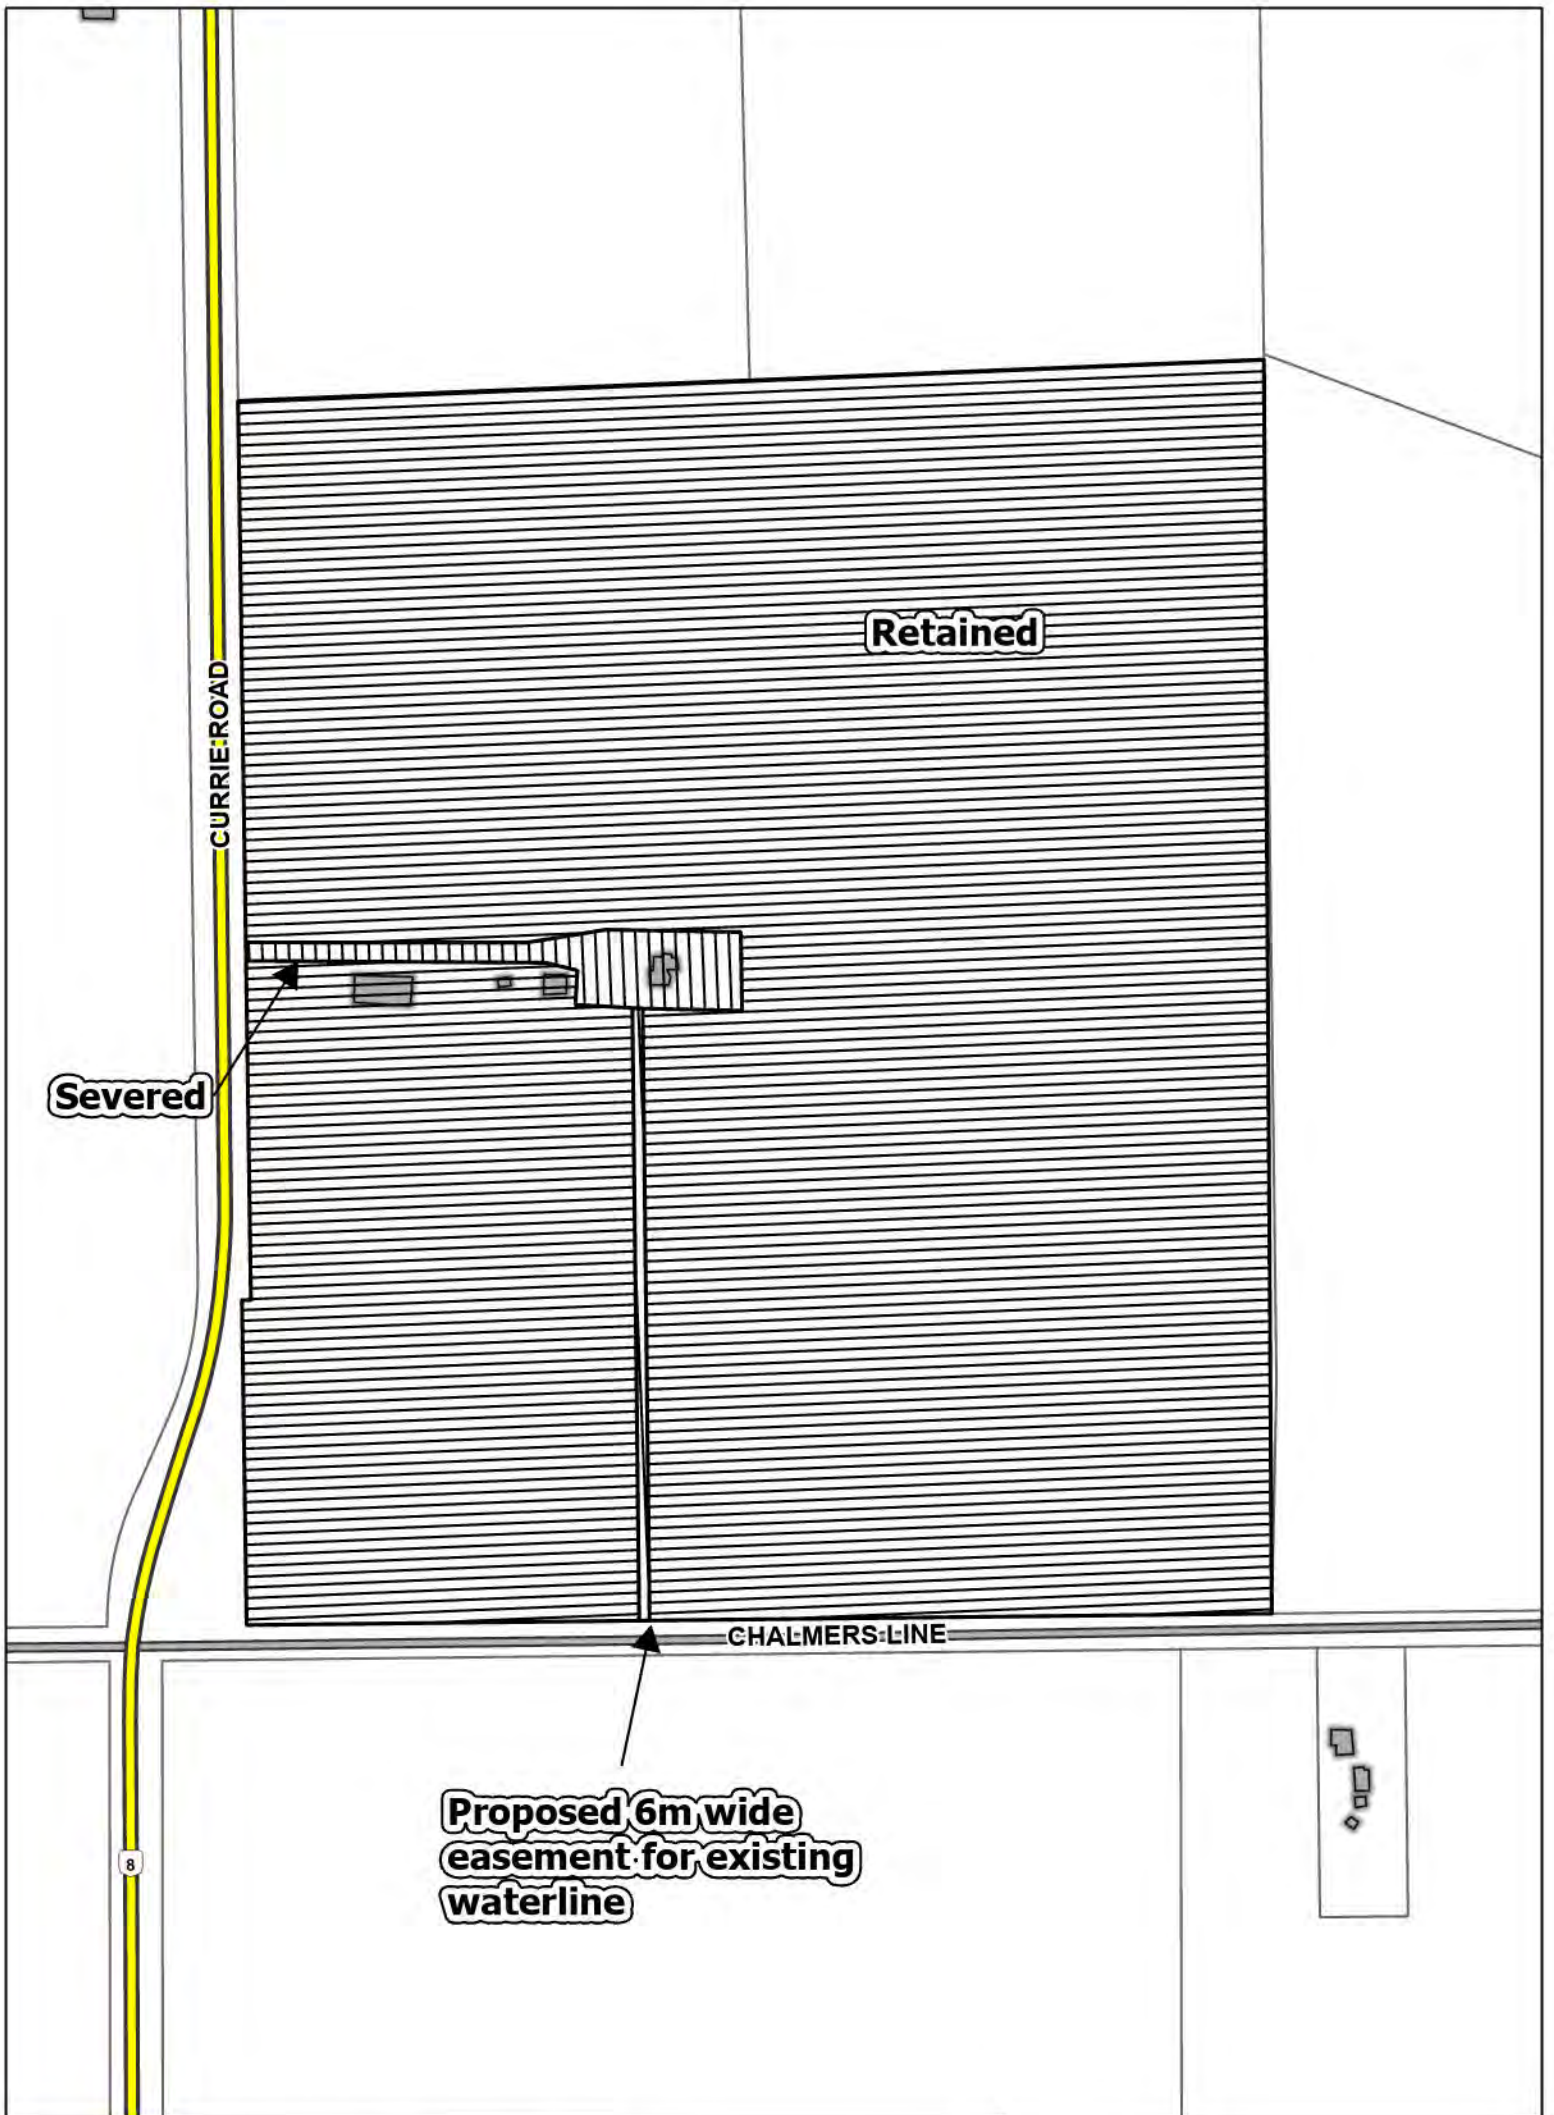 Retained
CURRIE ROAD
Severed
CHALMERS LINE
Proposed 6m wide
easement for existing
waterline
8